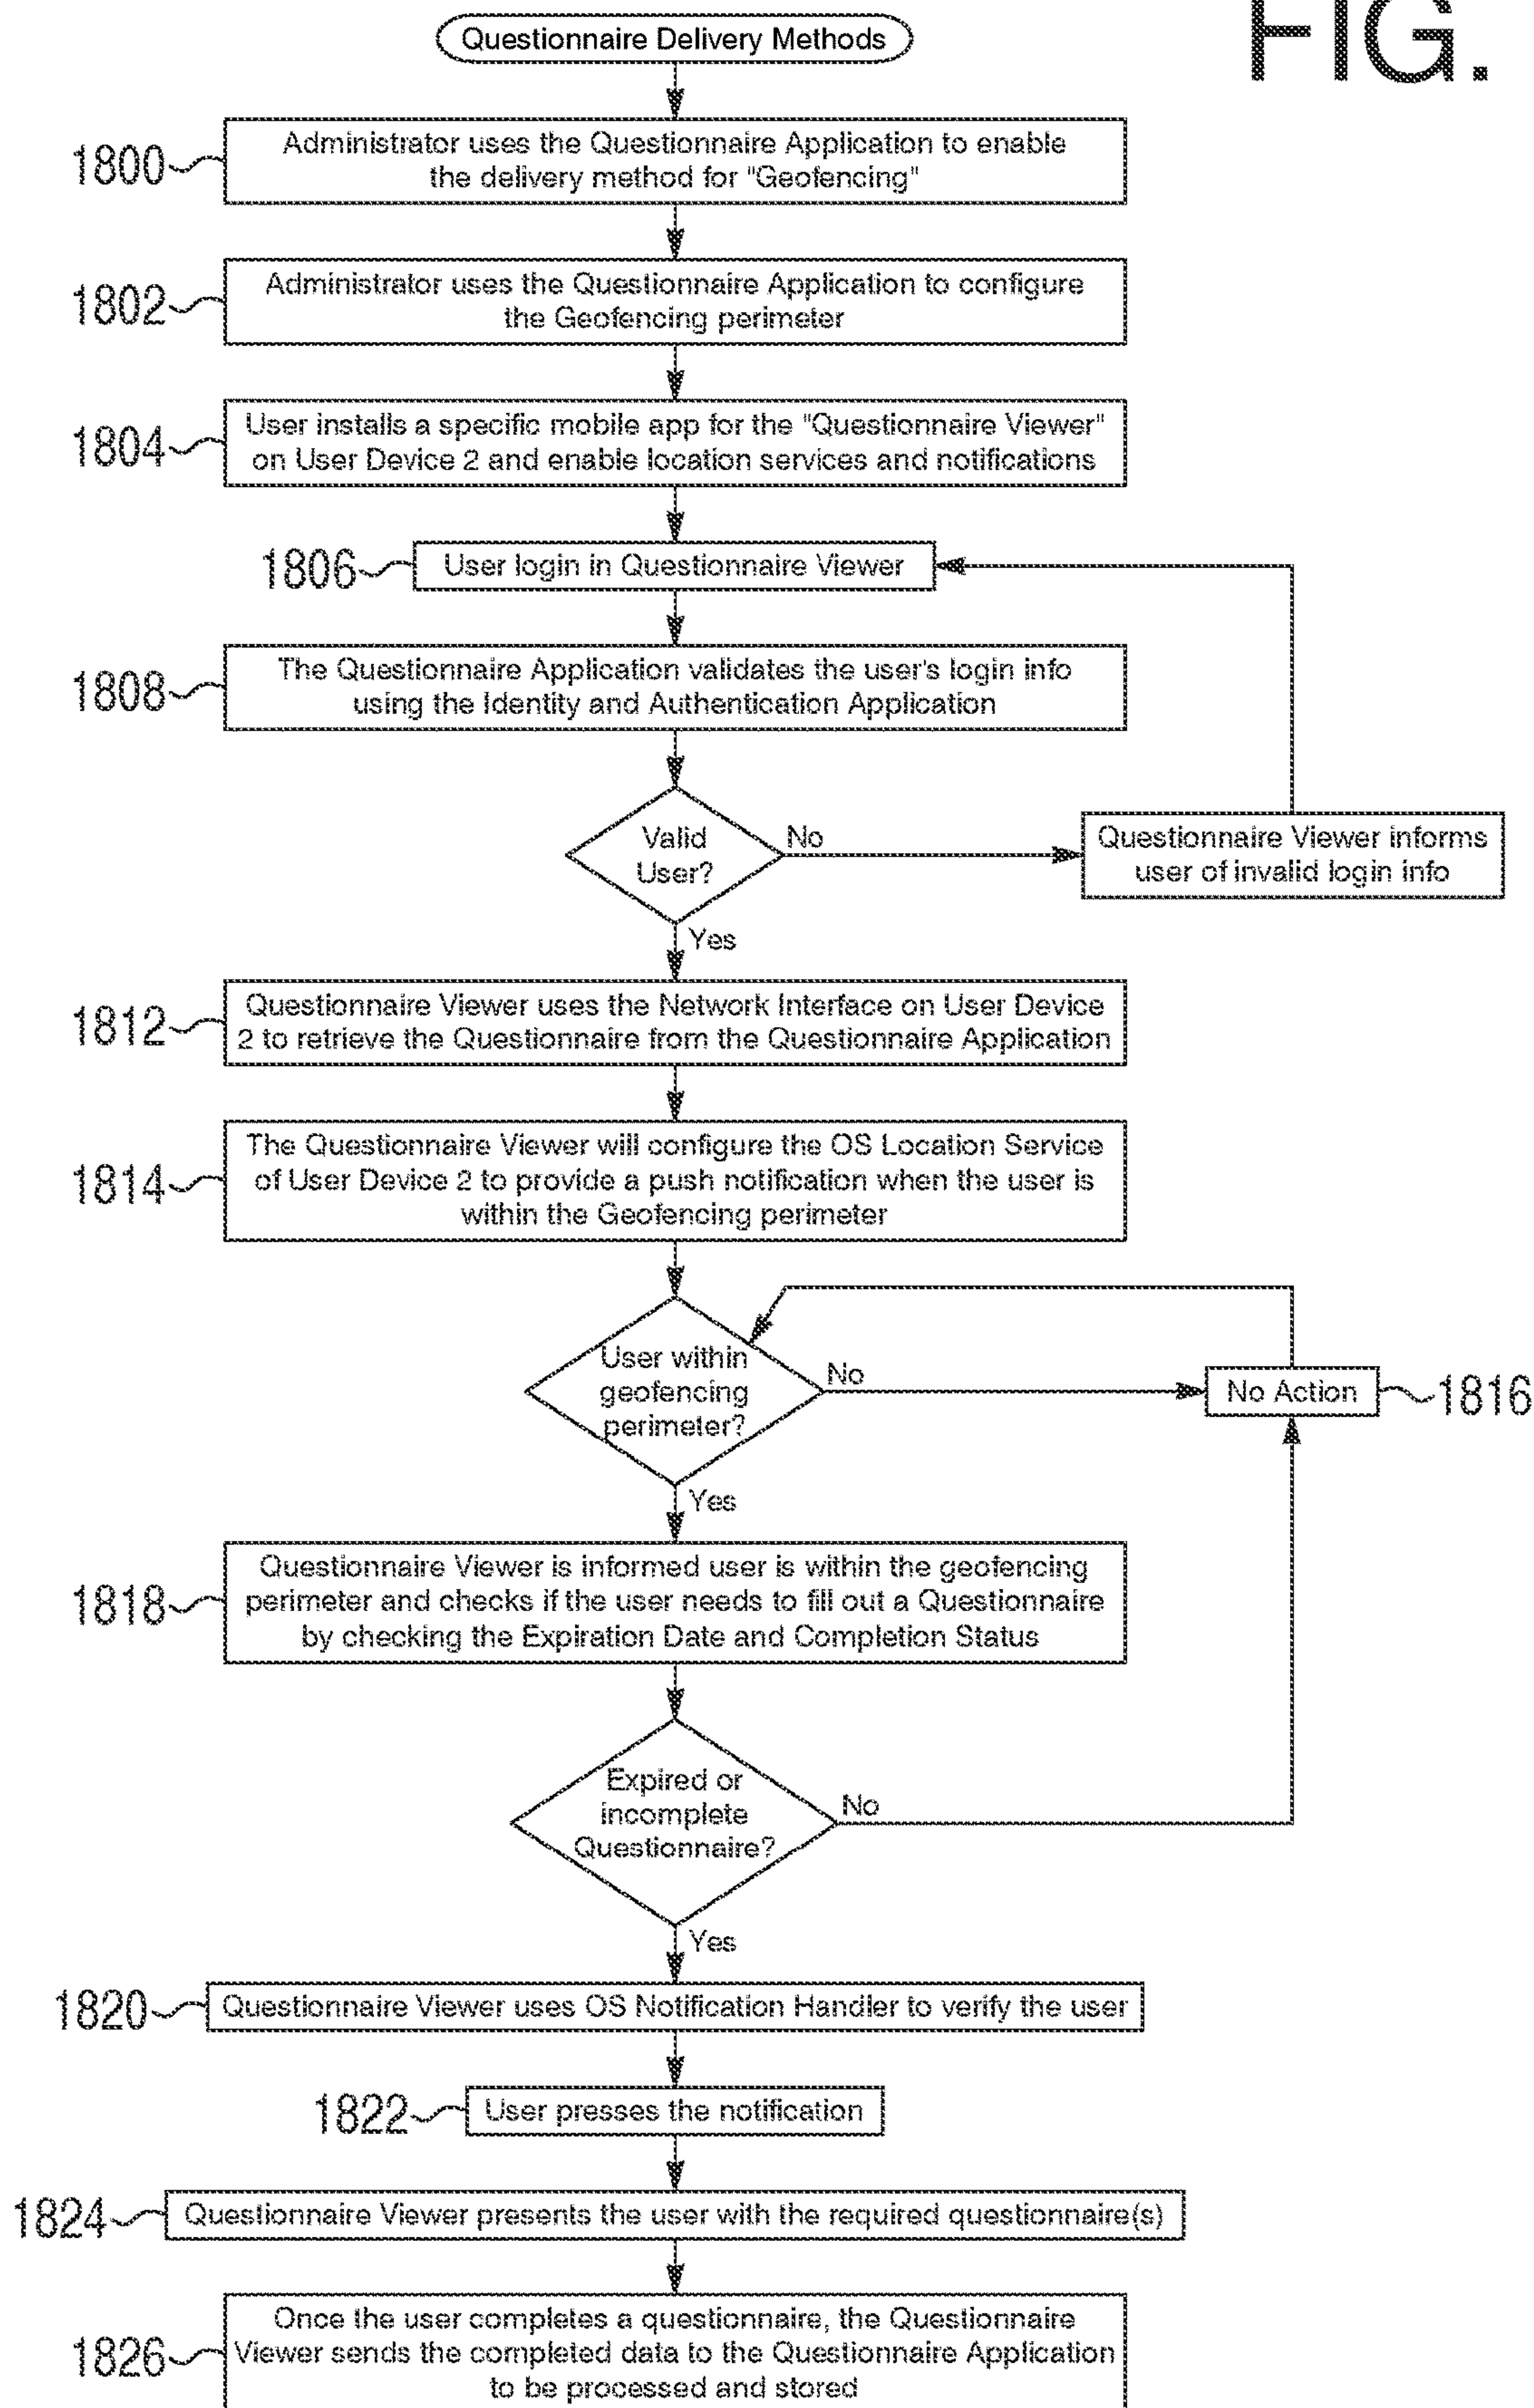 FIG.
Questionnaire Delivery Methods
1800
Administrator uses the Questionnaire Application to enable
the delivery method for "Geofencing"
1802
Administrator uses the Questionnaire Application to configure
the Geofencing perimeter
1804
User installs a specific mobile app for the "Questionnaire Viewer"
on User Device 2 and enable location services and notifications
1806
User login in Questionnaire Viewer
1808
The Questionnaire Application validates the user's login info
using the Identity and Authentication Application
Valid
User?
No
Questionnaire Viewer informs
user of invalid login info
Yes
1812
Questionnaire Viewer uses the Network Interface on User Device
2 to retrieve the Questionnaire from the Questionnaire Application
1814
The Questionnaire Viewer will configure the OS Location Service
of User Device 2 to provide a push notification when the user is
within the Geofencing perimeter
User within
geofencing
perimeter?
No
No Action
1816
Yes
1818
Questionnaire Viewer is informed user is within the geofencing
perimeter and checks if the user needs to fill out a Questionnaire
by checking the Expiration Date and Completion Status
Expired or
incomplete
Questionnaire?
No
Yes
1820
Questionnaire Viewer uses OS Notification Handler to verify the user
1822
User presses the notification
1824
Questionnaire Viewer presents the user with the required questionnaire(s)
1826
Once the user completes a questionnaire, the Questionnaire
Viewer sends the completed data to the Questionnaire Application
to be processed and stored